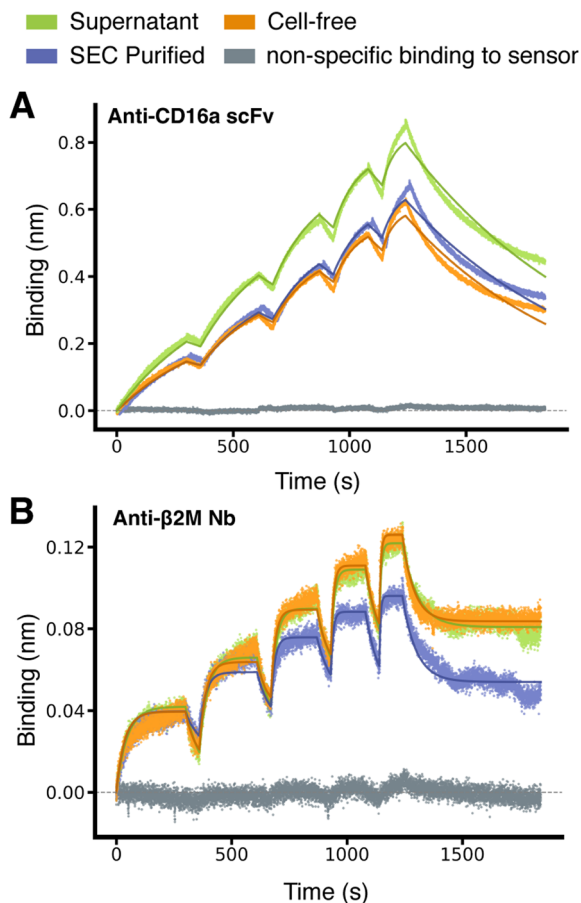 Supernatant
Cell-free
SEC Purified
non-specific binding to sensor
A
Anti-CD16a scFv
Binding (nm)
0.8
0.6
0.4
0.2
0.0
0
500
1000
1500
Time (s)
B
Anti-β2M Nb
Binding (nm)
0.12
0.08
0.04
0.00
0
500
1000
1500
Time (s)